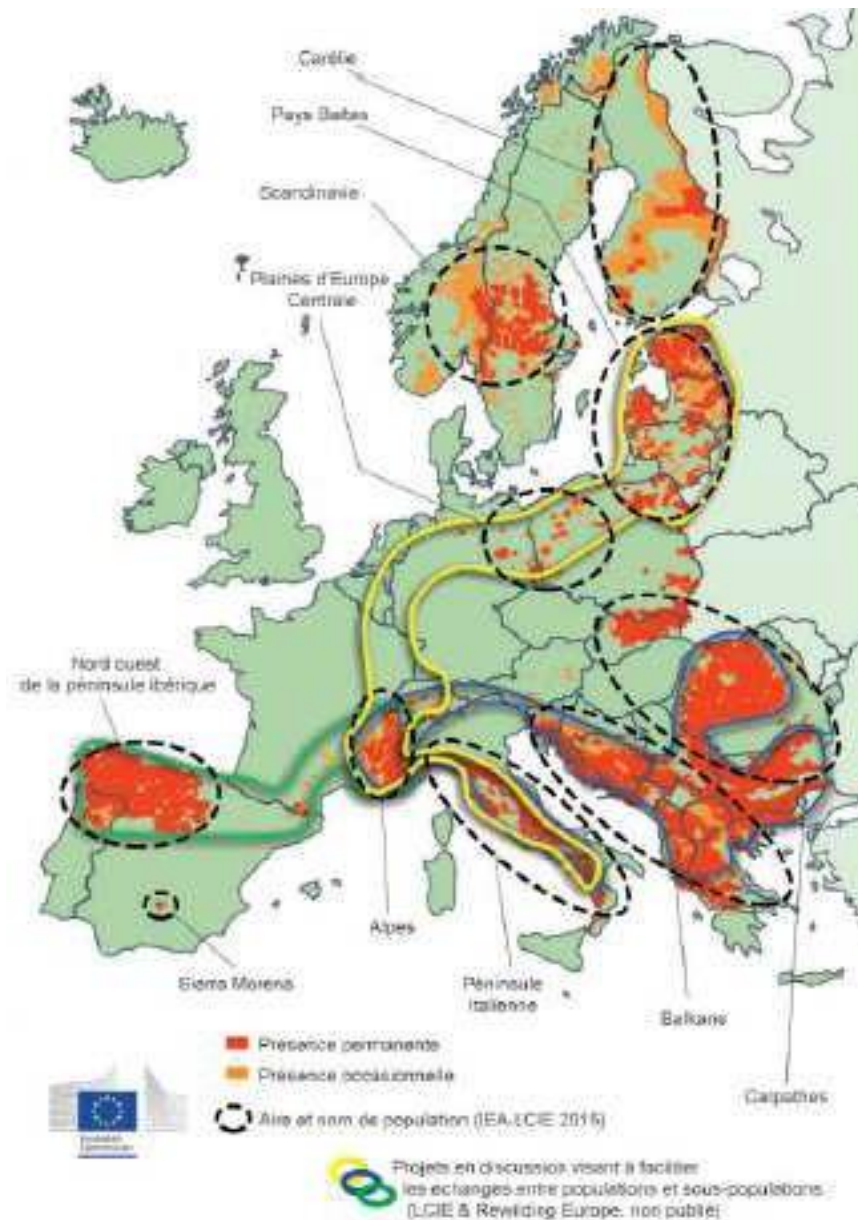 Carélie
Pays Baltes
Scandinavie
Plaines d'Europe
Centrale
Nord ouest
de la péninsule ibérique
Alpes
Sierra Morena
Péninsule
italienne
Balkans
Carpathes
Présence permanente
Présence occasionnelle
Aire et nom de population (IEA-LCIE 2015)
European
Commission
Projets en discussion visant à faciliter
les échanges entre populations et sous-populations
(LCIE & Rewilding Europe, non publié)